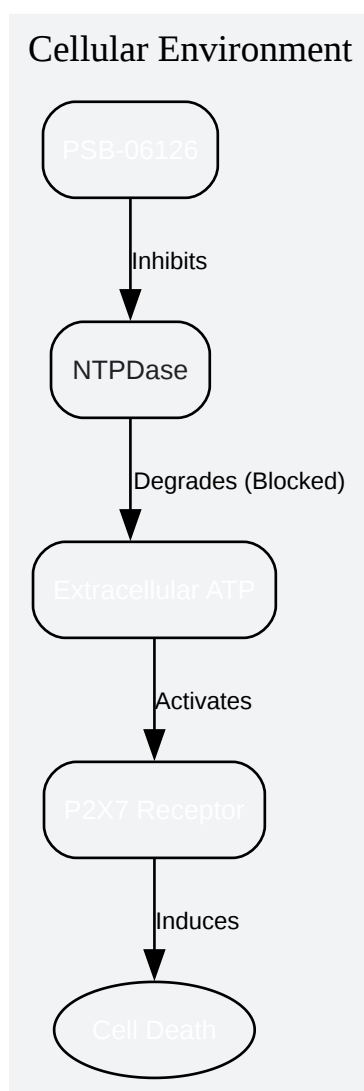 Cellular Environment
PSB-06126
Inhibits
NTPDase
Degrades (Blocked)
Extracellular ATP
Activates
P2X7 Receptor
Induces
Cell Death